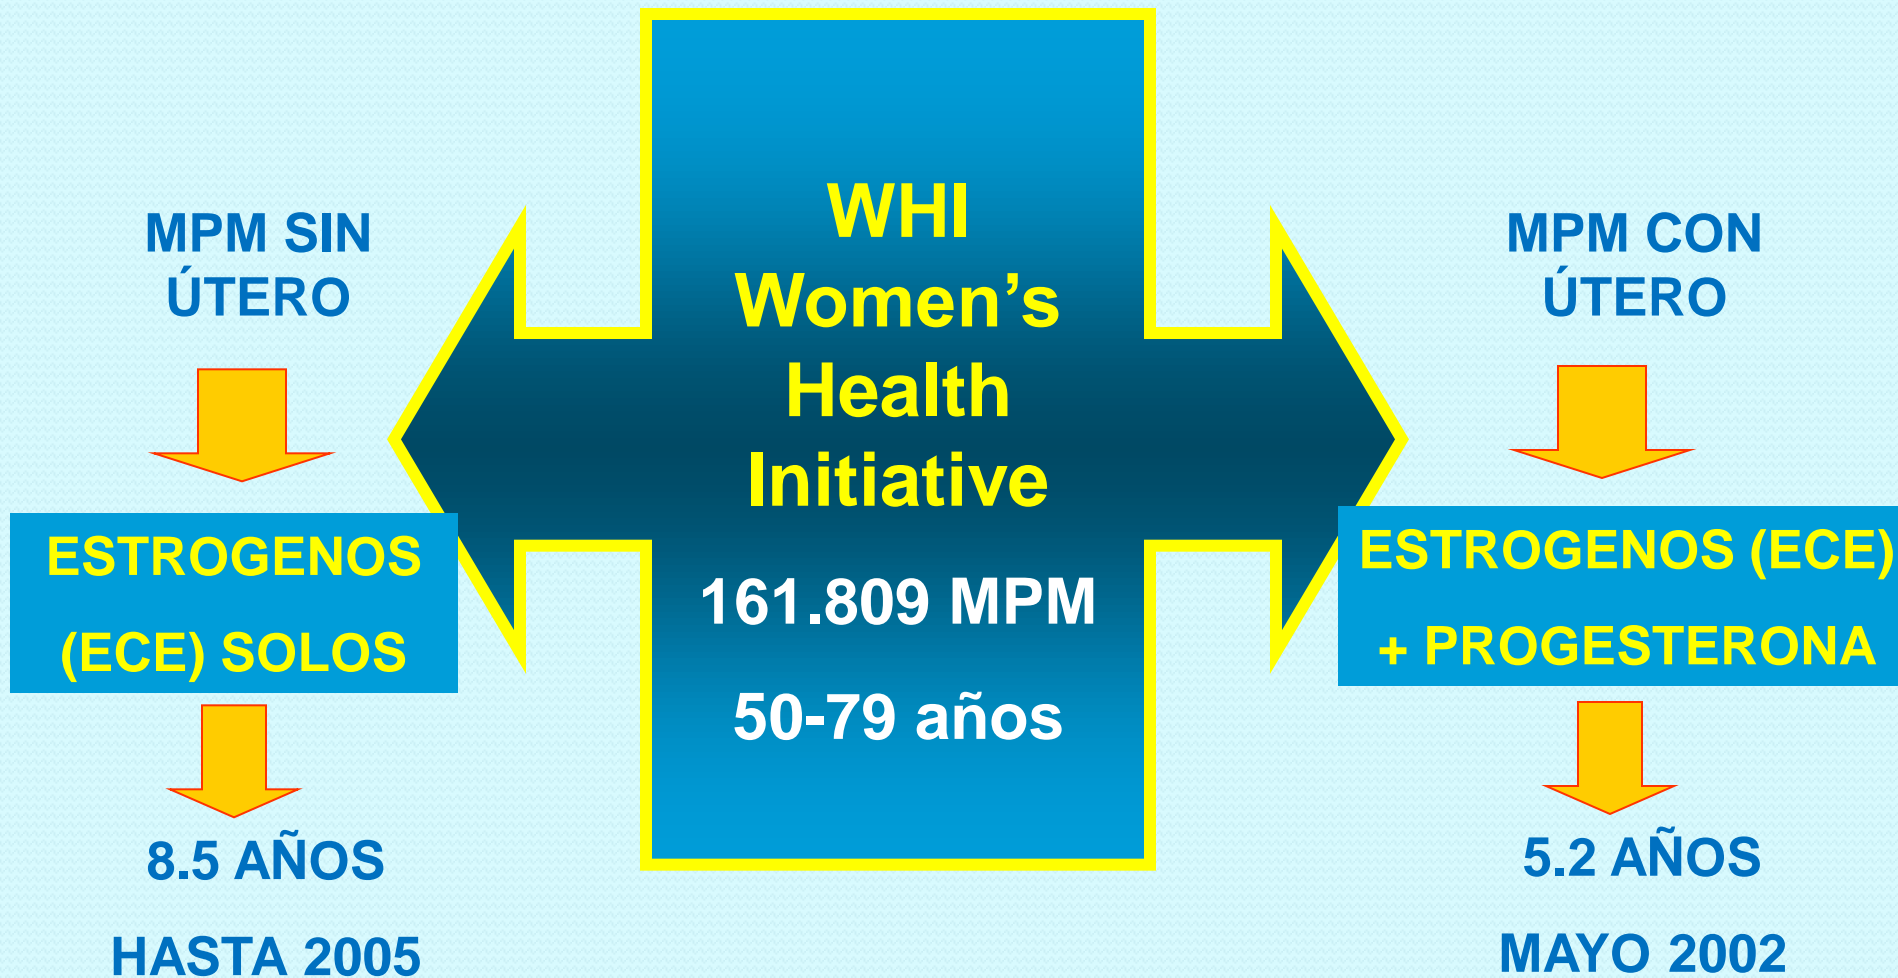 MPM SIN
ÚTERO
ESTROGENOS
(ECE) SOLOS
8.5 AÑOS
HASTA 2005
WHI
Women’s
Health
Initiative
161.809 MPM
50-79 años
MPM CON
ÚTERO
ESTROGENOS (ECE)
+ PROGESTERONA
5.2 AÑOS
MAYO 2002